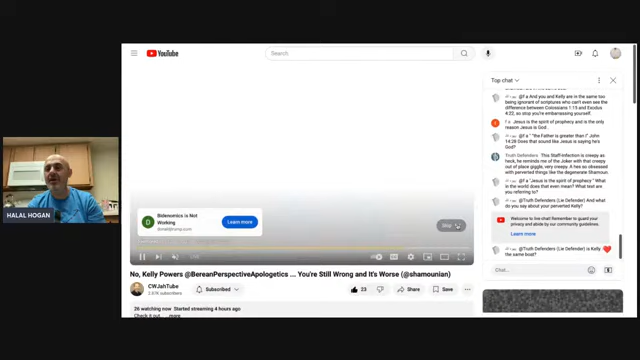 YouTube
Search
Top chat
@F a And you and Kelly are in the same too
being ignorant of scriptures who can't even see the
difference between Colossians 1:15 and Exodus
4:22, so stop you're embarrassing yourself.
F a Jesus is the spirit of prophecy and is the only
reason Jesus is God.
@F a " the Father is greater than I" John
14:28 Does that sound like Jesus is saying he's
God?
Truth Defenders This Staff-Infection is creepy as
heck, he reminds me of the Joker with that creepy
out of place giggle, very creepy. A hes so obsessed
with perverted things like the degenerate Shamoun.
@F a "Jesus is the spirit of prophecy" What
in the world does that even mean? What text are you
referring to?
@Truth Defenders (Lie Defender) And what
do you say about your perverted Kelly?
Welcome to live chat! Remember to guard your
privacy and abide by our community guidelines.
Learn more
@Truth Defenders (Lie Defender) is Kelly
the same boat?
Chat...
HALAL HOGAN
D
Bidenomics is Not
Working
Learn more
Skip
No, Kelly Powers @BereanPerspectiveApologetics ... You're Still Wrong and It's Worse (@shamounian)
CWJahTube
Subscribed
23
Share
Save
26 watching now Started streaming 4 hours ago
Check it out. ...more